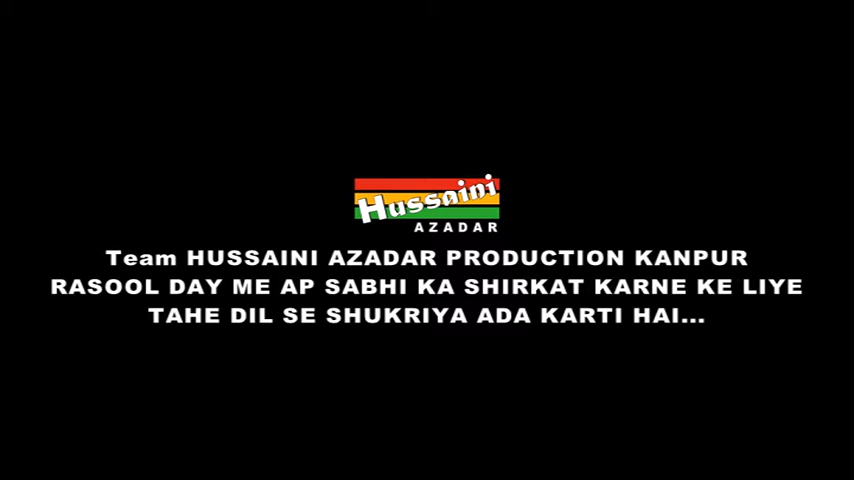 Hussaini
AZADAR
Team HUSSAINI AZADAR PRODUCTION KANPUR
RASOOL DAY ME AP SABHI KA SHIRKAT KARNE KE LIYE
TAHE DIL SE SHUKRIYA ADA KARTI HAI...